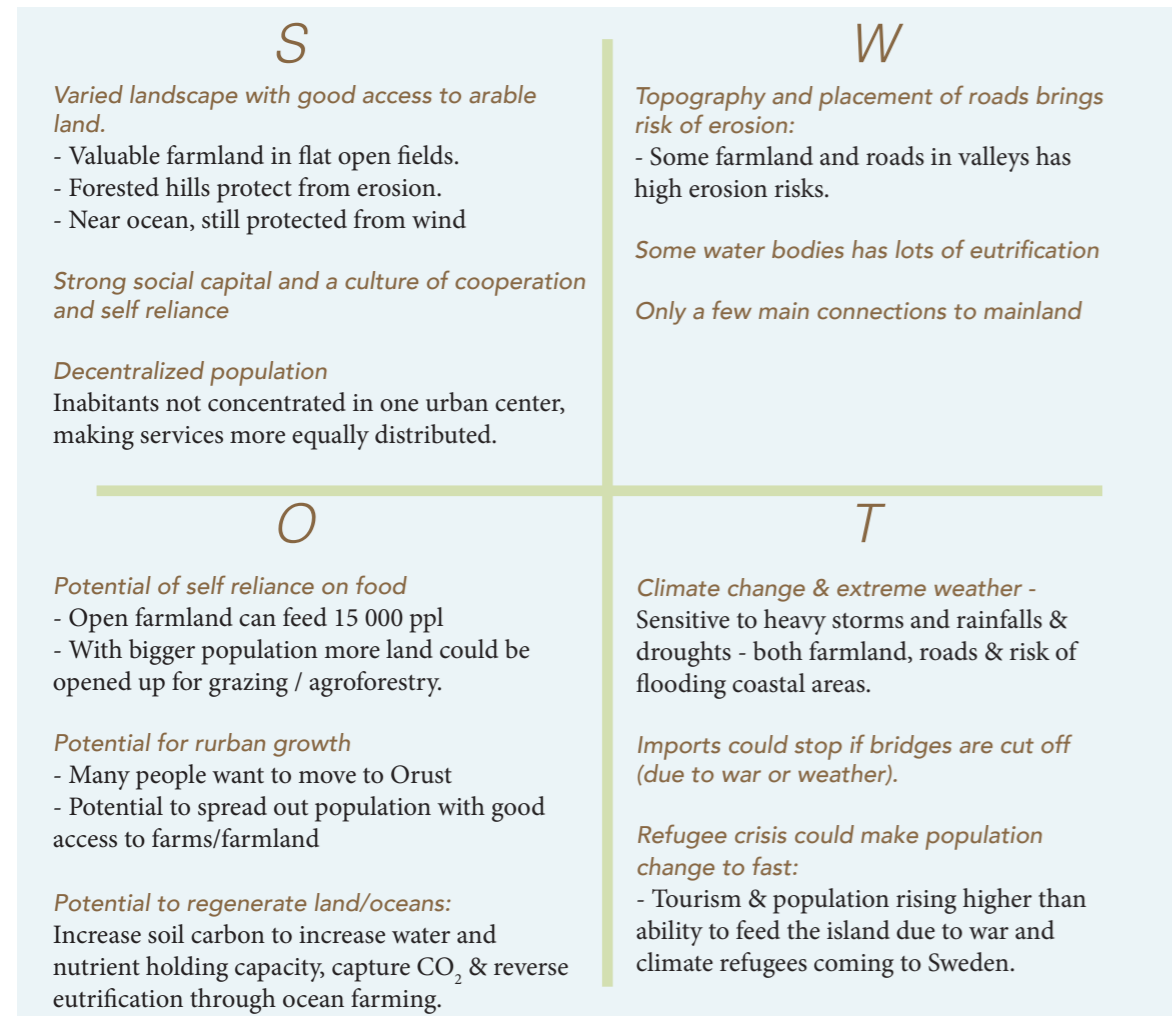 S
Varied landscape with good access to arable
land.
- Valuable farmland in flat open fields.
- Forested hills protect from erosion.
- Near ocean, still protected from wind
Strong social capital and a culture of cooperation
and self reliance
Decentralized population
Inabitants not concentrated in one urban center,
making services more equally distributed.
W
Topography and placement of roads brings
risk of erosion:
- Some farmland and roads in valleys has
high erosion risks.
Some water bodies has lots of eutrification
Only a few main connections to mainland
O
Potential of self reliance on food
- Open farmland can feed 15 000 ppl
- With bigger population more land could be
opened up for grazing / agroforestry.
Potential for rurban growth
- Many people want to move to Orust
- Potential to spread out population with good
access to farms/farmland
Potential to regenerate land/oceans:
Increase soil carbon to increase water and
nutrient holding capacity, capture CO₂ & reverse
eutrification through ocean farming.
T
Climate change & extreme weather -
Sensitive to heavy storms and rainfalls &
droughts - both farmland, roads & risk of
flooding coastal areas.
Imports could stop if bridges are cut off
(due to war or weather).
Refugee crisis could make population
change to fast:
- Tourism & population rising higher than
ability to feed the island due to war and
climate refugees coming to Sweden.